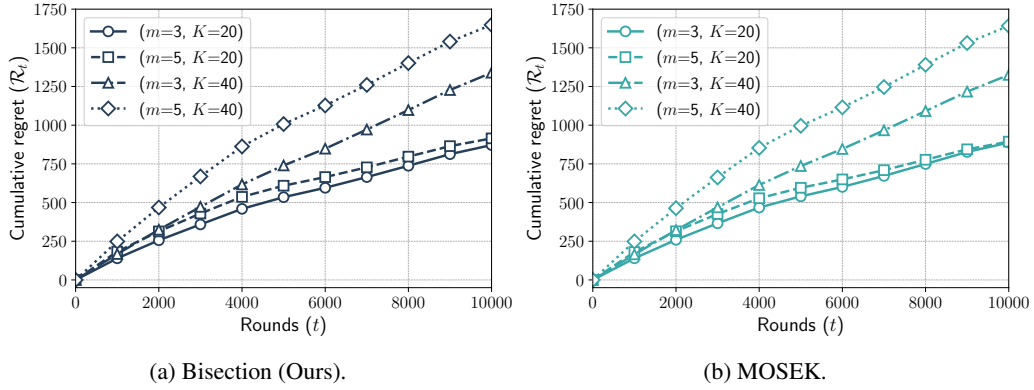 1750
1500
1250
1000
750
500
250
0
Cumulative regret (𝓡ₜ)
(m=3, K=20)
(m=5, K=20)
(m=3, K=40)
(m=5, K=40)
0 2000 4000 6000 8000 10000
Rounds (t)
(a) Bisection (Ours).
1750
1500
1250
1000
750
500
250
0
Cumulative regret (𝓡ₜ)
(m=3, K=20)
(m=5, K=20)
(m=3, K=40)
(m=5, K=40)
0 2000 4000 6000 8000 10000
Rounds (t)
(b) MOSEK.